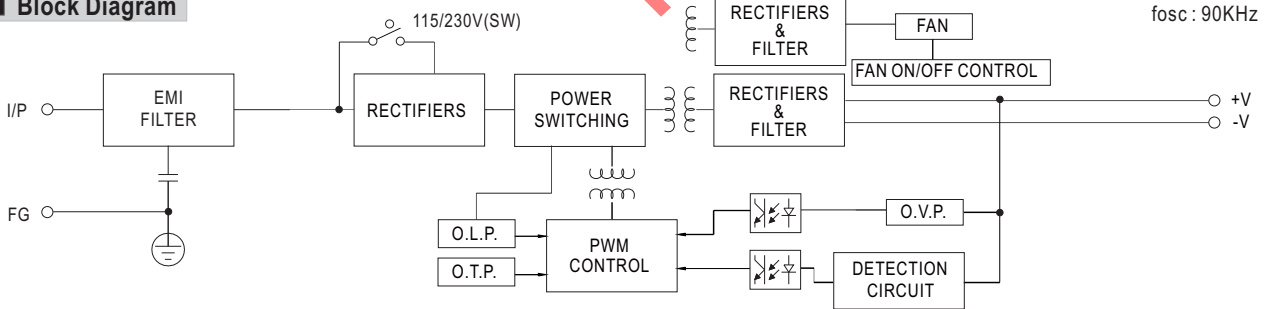 Block Diagram
115/230V(SW)
RECTIFIERS
&
FILTER
FAN
fosc : 90KHz
FAN ON/OFF CONTROL
I/P
EMI
FILTER
RECTIFIERS
POWER
SWITCHING
RECTIFIERS
&
FILTER
+V
-V
FG
O.L.P.
O.T.P.
PWM
CONTROL
O.V.P.
DETECTION
CIRCUIT